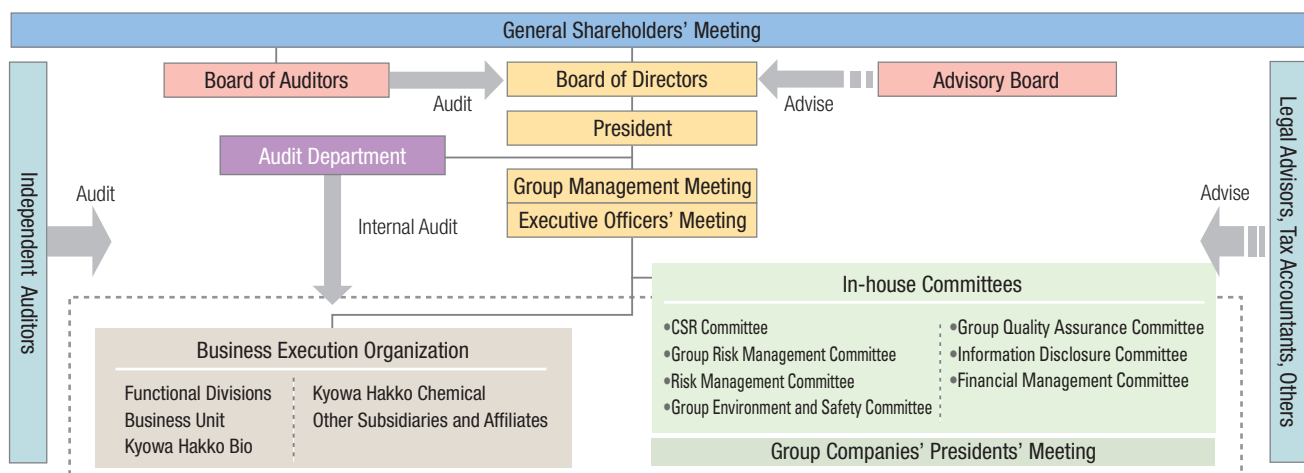 General Shareholders' Meeting
Board of Auditors
Audit
Board of Directors
Advise
Advisory Board
President
Audit Department
Group Management Meeting
Executive Officers' Meeting
Internal Audit
Independent Auditors
Audit
Legal Advisors, Tax Accountants, Others
Advise
In-house Committees
•CSR Committee
•Group Risk Management Committee
•Risk Management Committee
•Group Environment and Safety Committee
•Group Quality Assurance Committee
•Information Disclosure Committee
•Financial Management Committee
Group Companies' Presidents' Meeting
Business Execution Organization
Functional Divisions
Business Unit
Kyowa Hakko Bio
Kyowa Hakko Chemical
Other Subsidiaries and Affiliates